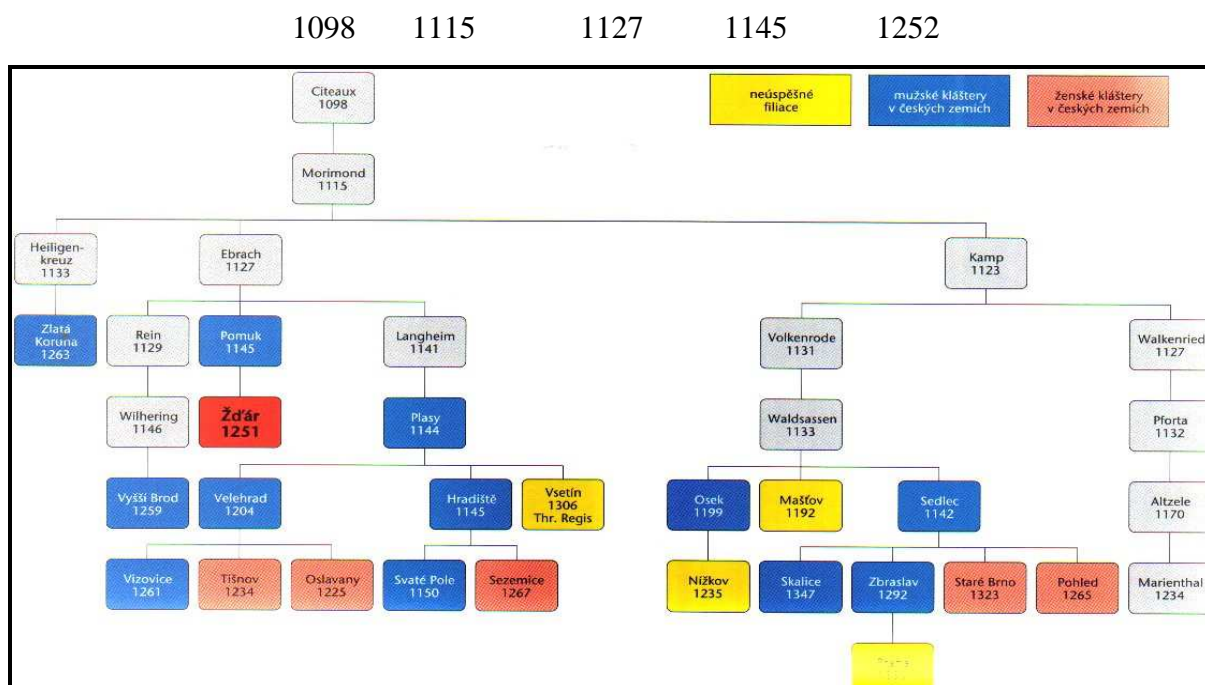 1098 1115 1127 1145 1252
Citeaux
1098
neúspěšné
filiace
mužské kláštery
v českých zemích
ženské kláštery
v českých zemích
Morimond
1115
Heiligen-
kreuz
1133
Ebrach
1127
Kamp
1123
Zlatá
Koruna
1263
Rein
1129
Pomuk
1145
Langheim
1141
Volkenrode
1131
Walkenried
1127
Wilhering
1146
Žďár
1251
Plasy
1144
Waldsassen
1133
Pforta
1132
Vyšší Brod
1259
Velehrad
1204
Hradiště
1145
Vsetín
1306
Thr. Regis
Osek
1199
Mašťov
1192
Sedlec
1142
Altzele
1170
Vizovice
1261
Tišnov
1234
Oslavany
1225
Svaté Pole
1150
Sezemice
1267
Nížkov
1235
Skalice
1347
Zbraslav
1292
Staré Brno
1323
Pohled
1265
Marienthal
1234